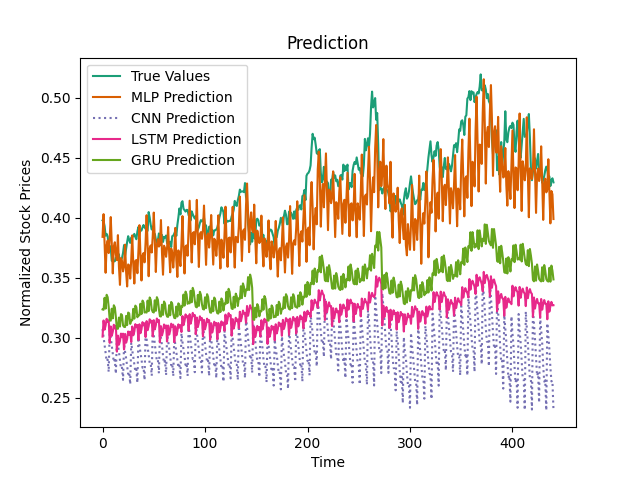 Prediction
True Values
MLP Prediction
CNN Prediction
LSTM Prediction
GRU Prediction
Normalized Stock Prices
0.50
0.45
0.40
0.35
0.30
0.25
0
100
200
300
400
Time